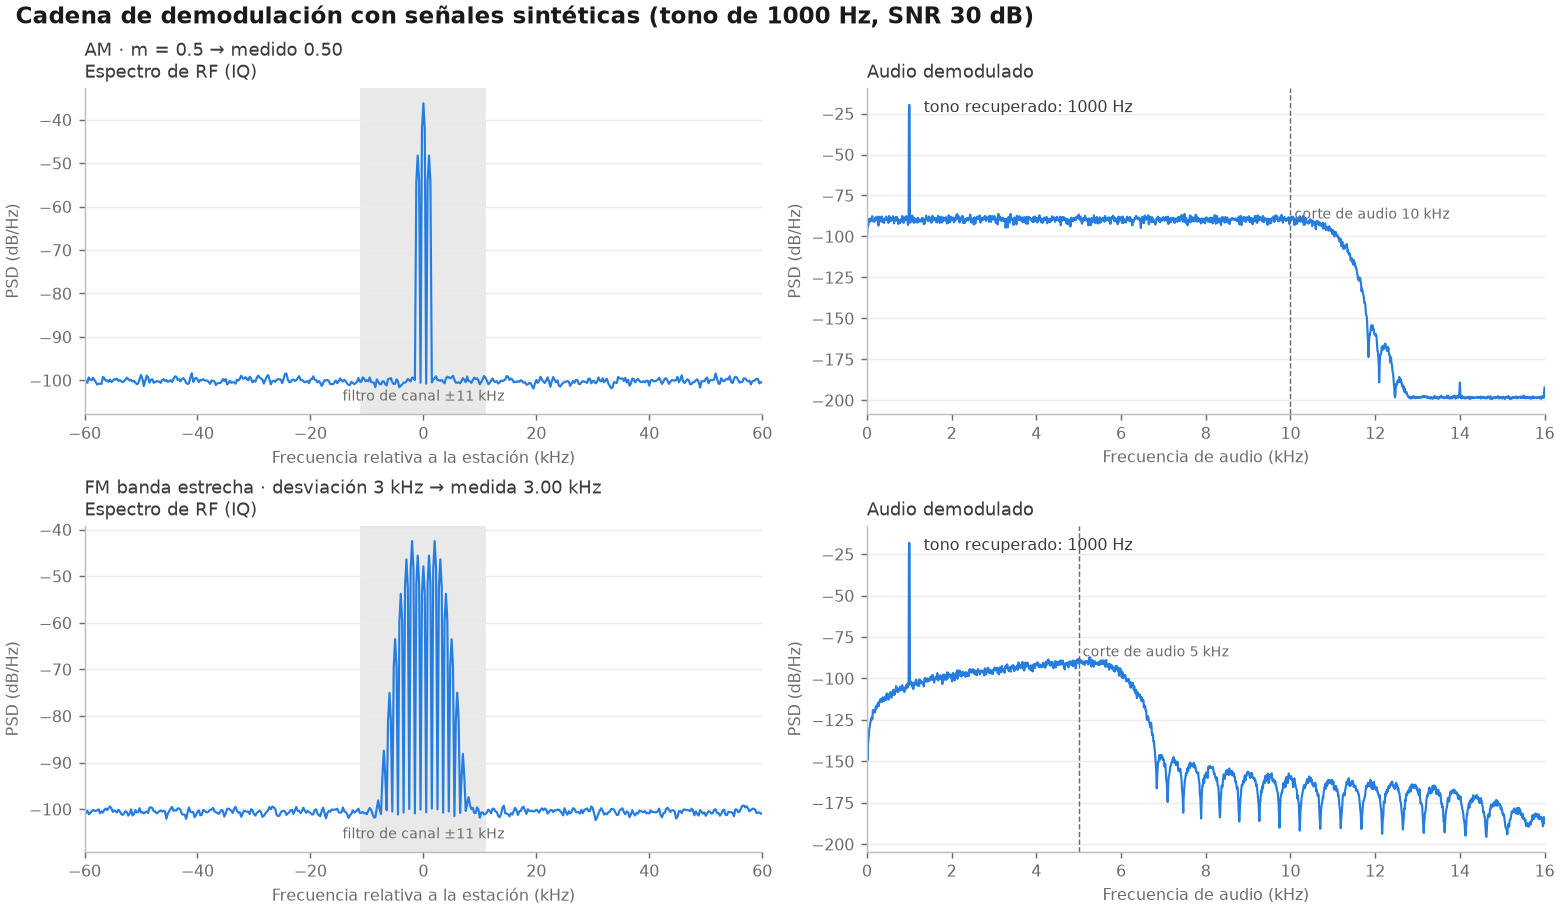 Cadena de demodulación con señales sintéticas (tono de 1000 Hz, SNR 30 dB)
AM · m = 0.5 → medido 0.50
Espectro de RF (IQ)
PSD (dB/Hz)
−40
−50
−60
−70
−80
−90
−100
filtro de canal ±11 kHz
−60 −40 −20 0 20 40 60
Frecuencia relativa a la estación (kHz)
Audio demodulado
PSD (dB/Hz)
−25
−50
−75
−100
−125
−150
−175
−200
tono recuperado: 1000 Hz
corte de audio 10 kHz
0 2 4 6 8 10 12 14 16
Frecuencia de audio (kHz)
FM banda estrecha · desviación 3 kHz → medida 3.00 kHz
Espectro de RF (IQ)
PSD (dB/Hz)
−40
−50
−60
−70
−80
−90
−100
filtro de canal ±11 kHz
−60 −40 −20 0 20 40 60
Frecuencia relativa a la estación (kHz)
Audio demodulado
PSD (dB/Hz)
−25
−50
−75
−100
−125
−150
−175
−200
tono recuperado: 1000 Hz
corte de audio 5 kHz
0 2 4 6 8 10 12 14 16
Frecuencia de audio (kHz)